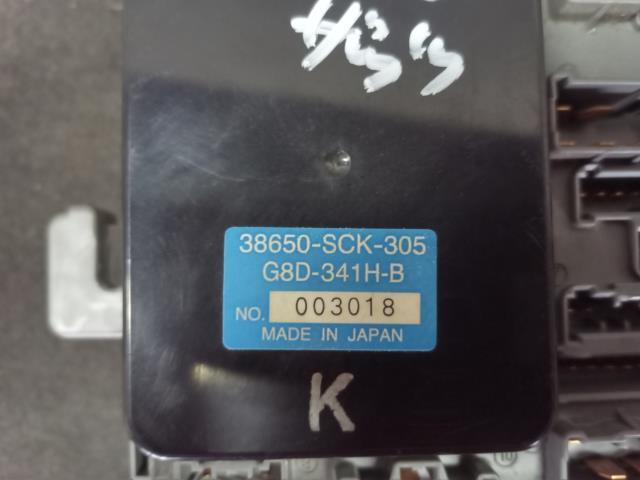 38650-SCK-305
G8D-341H-B
NO. 003018
MADE IN JAPAN
K